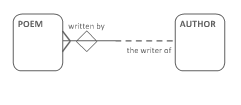 POEM
AUTHOR
written by
the writer of